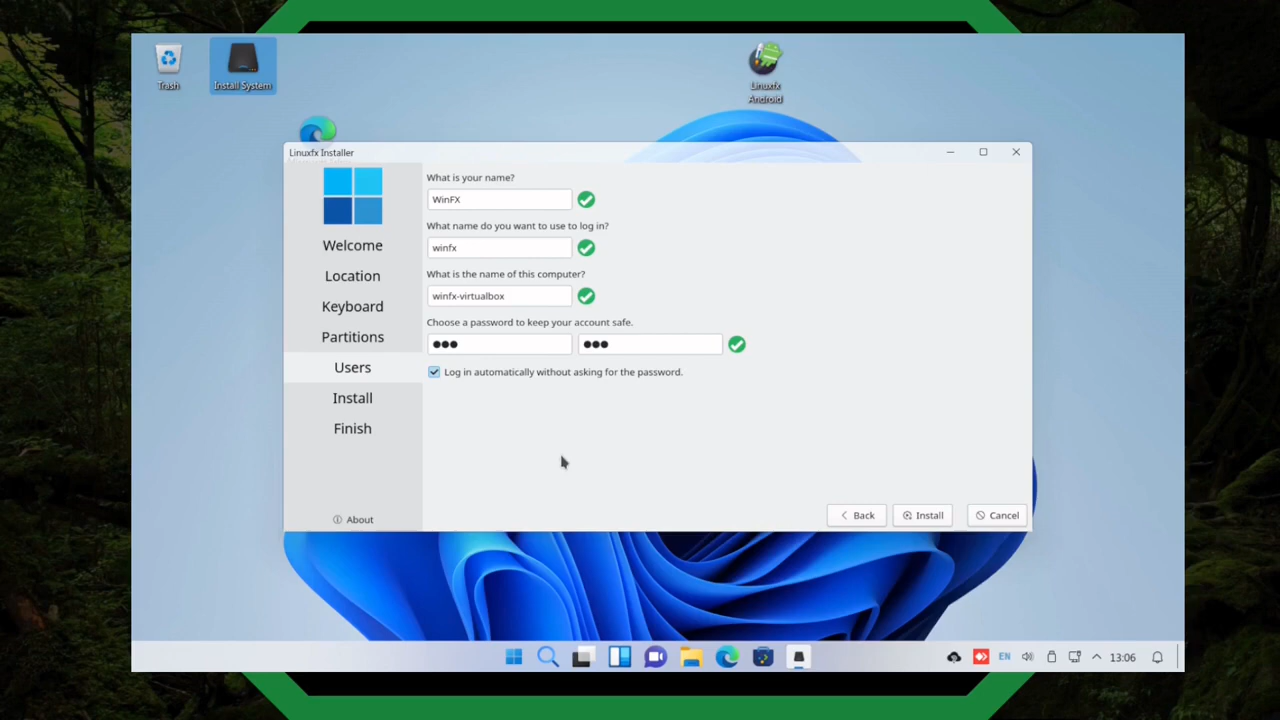 Trash
Install System
Linuxfx
Android
Linuxfx Installer
What is your name?
WinFX
What name do you want to use to log in?
winfx
What is the name of this computer?
winfx-virtualbox
Choose a password to keep your account safe.
●●● ●●●
Log in automatically without asking for the password.
Welcome
Location
Keyboard
Partitions
Users
Install
Finish
About
Back
Install
Cancel
EN
13:06